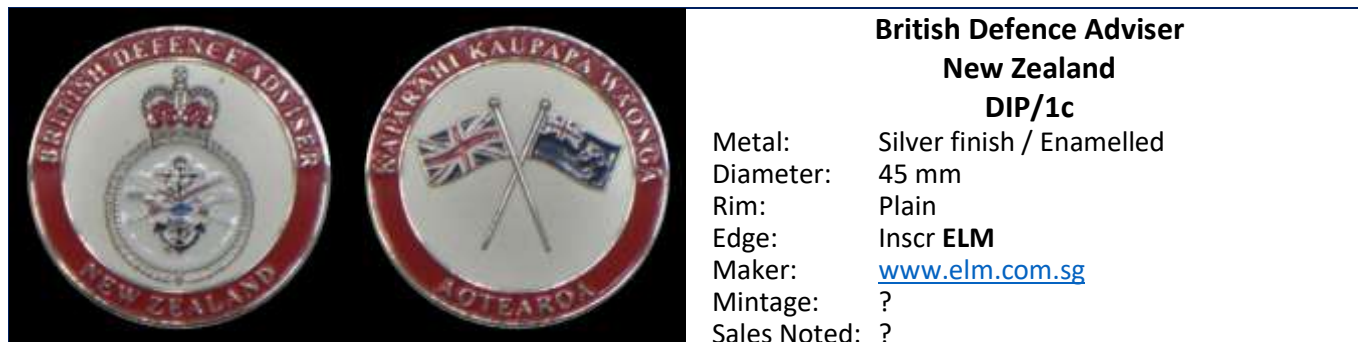 BRITISH DEFENCE ADVISER
NEW ZEALAND
KAPARAHI KAUPAPA WAONGA
AOTEAROA
British Defence Adviser
New Zealand
DIP/1c
Metal: Silver finish / Enamelled
Diameter: 45 mm
Rim: Plain
Edge: Inscr ELM
Maker: www.elm.com.sg
Mintage: ?
Sales Noted: ?